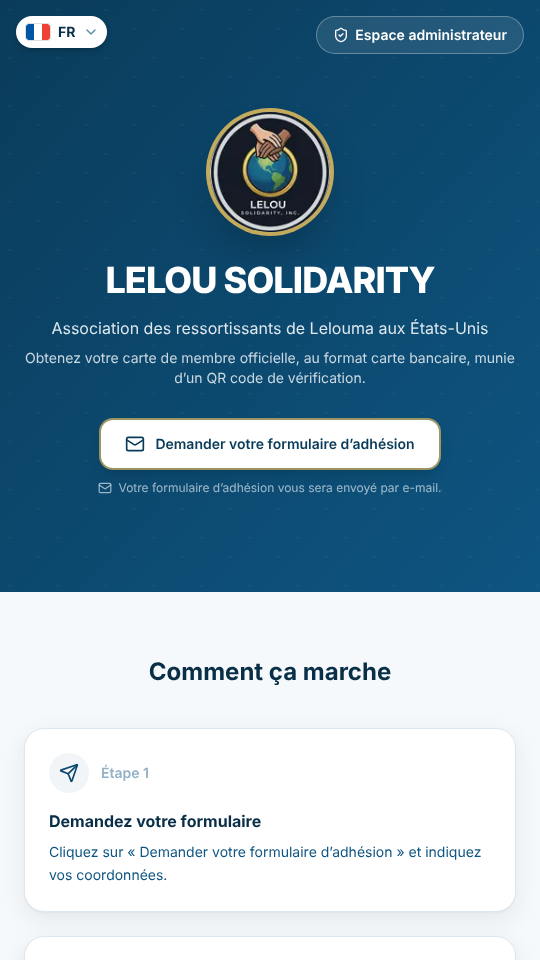 FR
Espace administrateur
LELOU
SOLIDARITY, INC.
LELOU SOLIDARITY
Association des ressortissants de Lelouma aux États-Unis
Obtenez votre carte de membre officielle, au format carte bancaire, munie
d’un QR code de vérification.
Demander votre formulaire d’adhésion
Votre formulaire d’adhésion vous sera envoyé par e-mail.
Comment ça marche
Étape 1
Demandez votre formulaire
Cliquez sur « Demander votre formulaire d’adhésion » et indiquez
vos coordonnées.